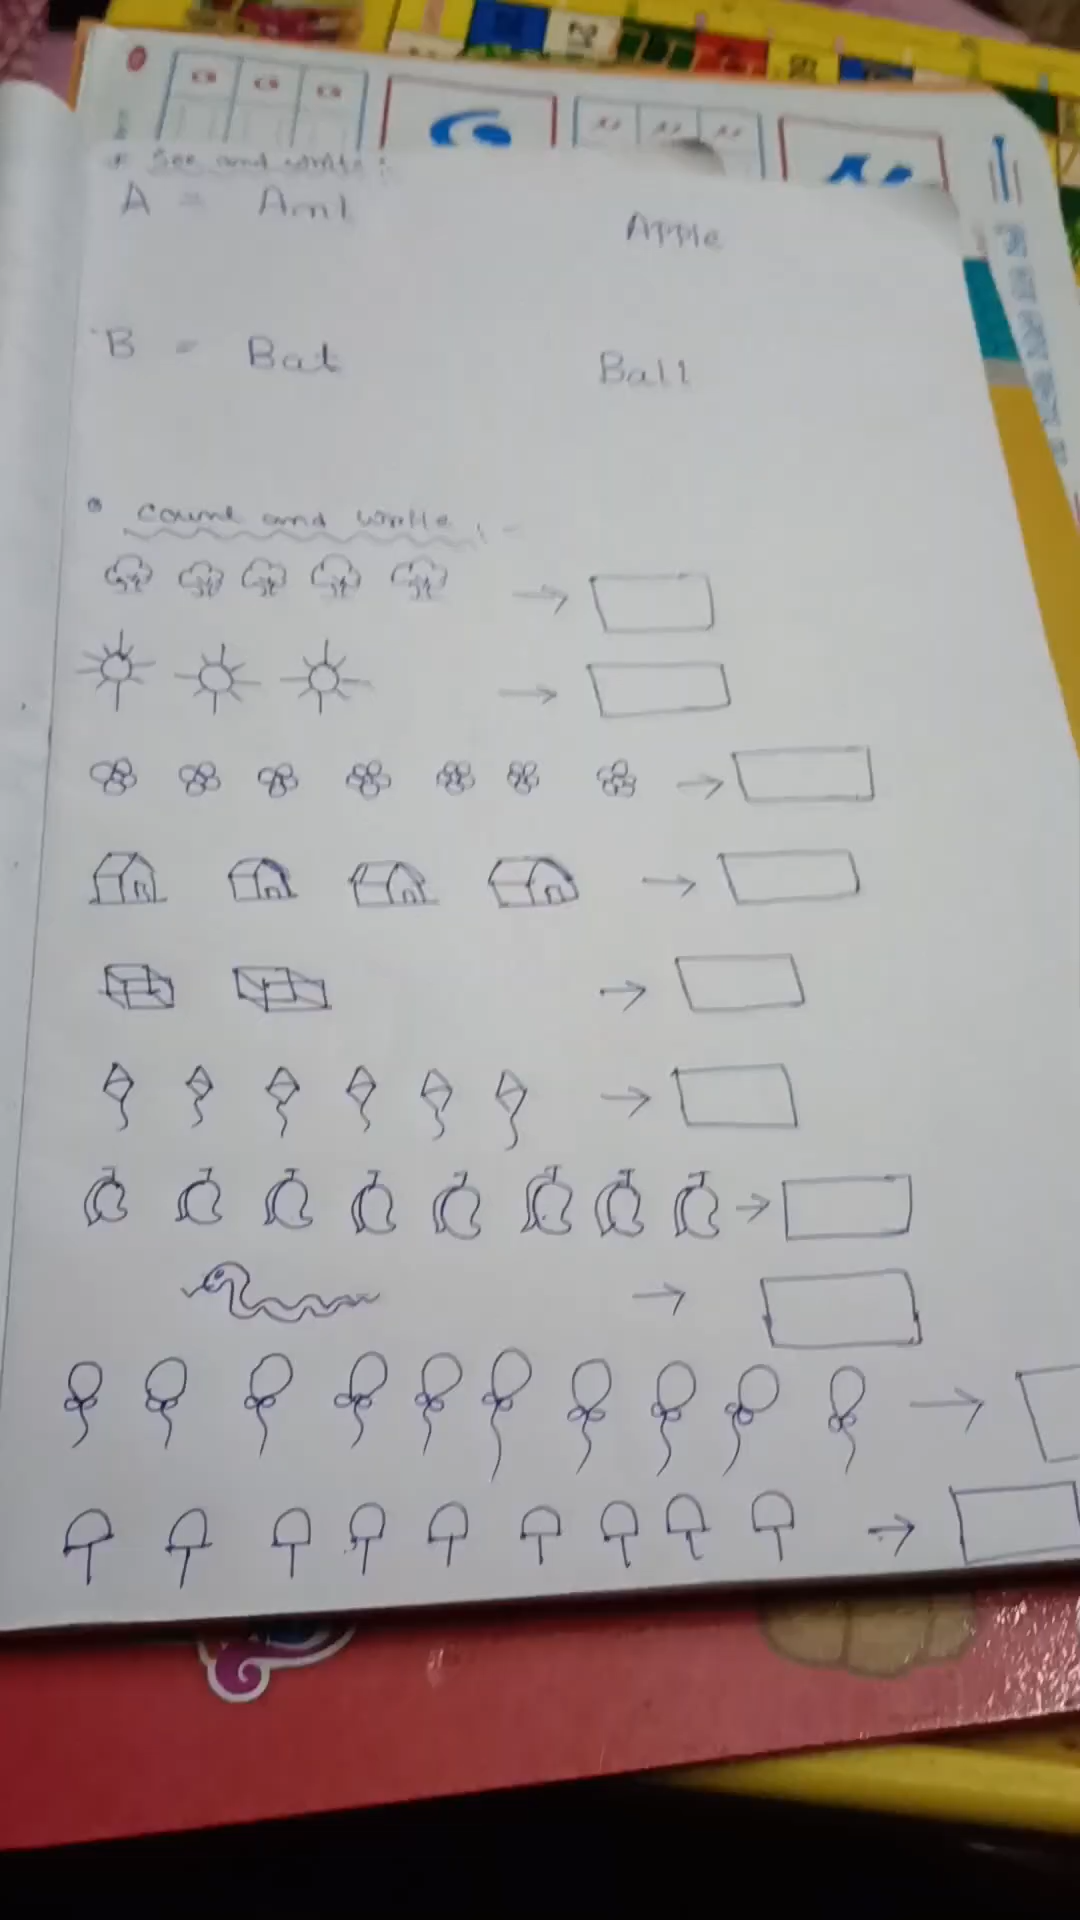 See and write :
A = Ant Apple
B = Bat Ball
Count and write :-